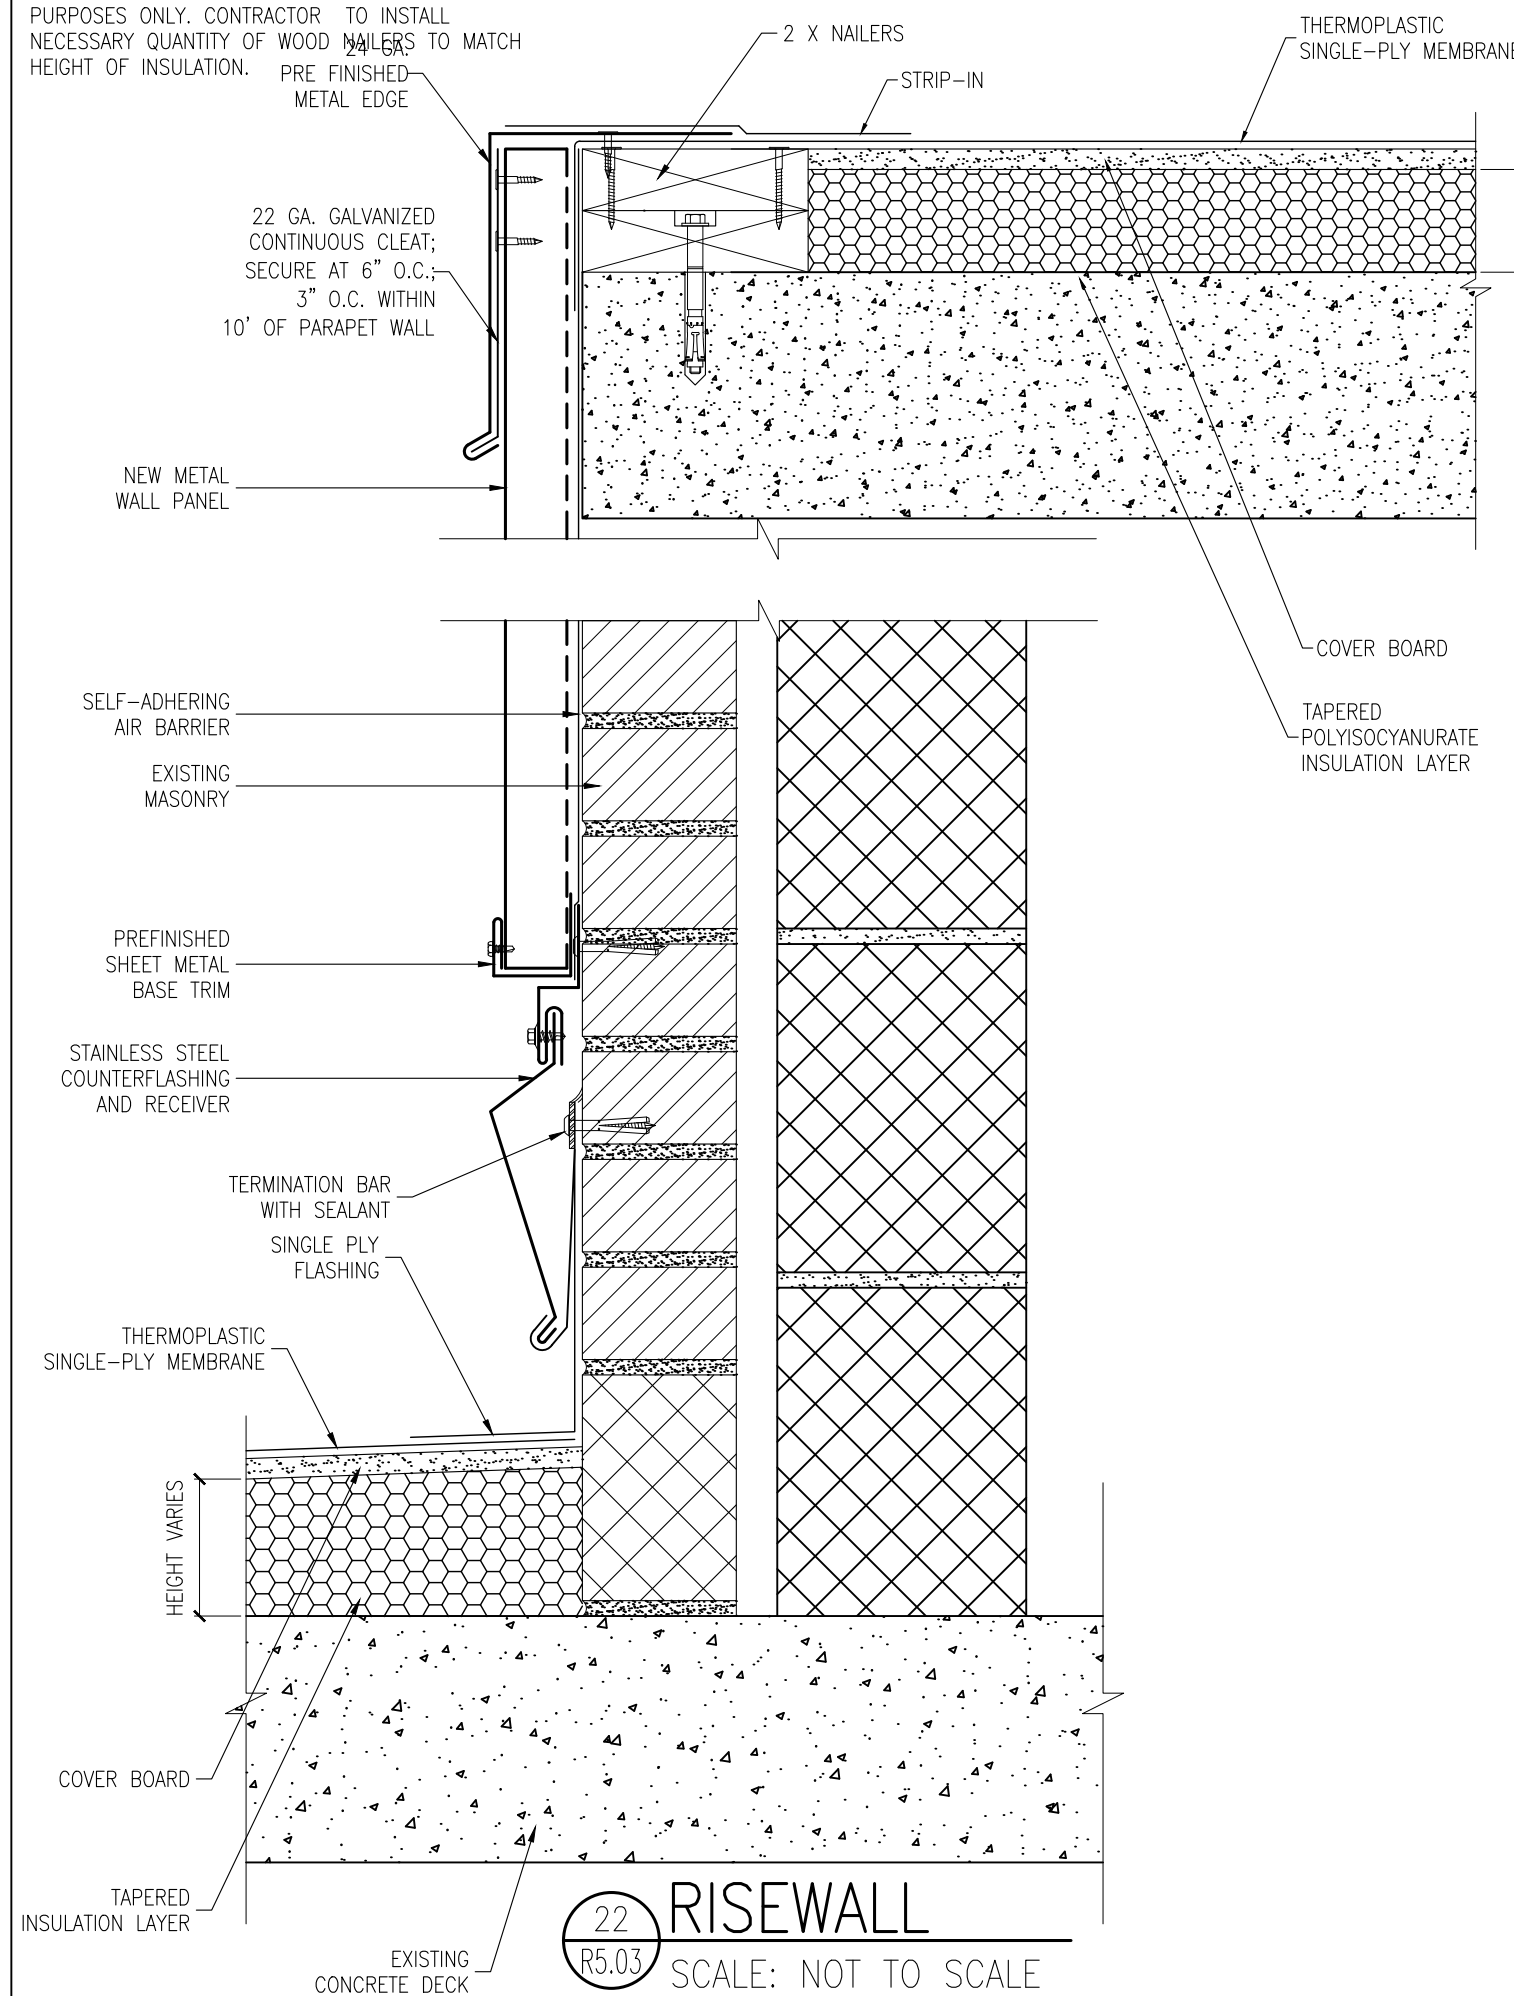 PURPOSES ONLY. CONTRACTOR TO INSTALL
NECESSARY QUANTITY OF WOOD NAILERS TO MATCH
HEIGHT OF INSULATION.
24 GA.
PRE FINISHED
METAL EDGE
2 X NAILERS
STRIP-IN
THERMOPLASTIC
SINGLE-PLY MEMBRANE
22 GA. GALVANIZED
CONTINUOUS CLEAT;
SECURE AT 6" O.C.;
3" O.C. WITHIN
10' OF PARAPET WALL
NEW METAL
WALL PANEL
COVER BOARD
TAPERED
POLYISOCYANURATE
INSULATION LAYER
SELF-ADHERING
AIR BARRIER
EXISTING
MASONRY
PREFINISHED
SHEET METAL
BASE TRIM
STAINLESS STEEL
COUNTERFLASHING
AND RECEIVER
TERMINATION BAR
WITH SEALANT
SINGLE PLY
FLASHING
THERMOPLASTIC
SINGLE-PLY MEMBRANE
HEIGHT VARIES
COVER BOARD
TAPERED
INSULATION LAYER
EXISTING
CONCRETE DECK
22
R5.03
RISEWALL
SCALE: NOT TO SCALE